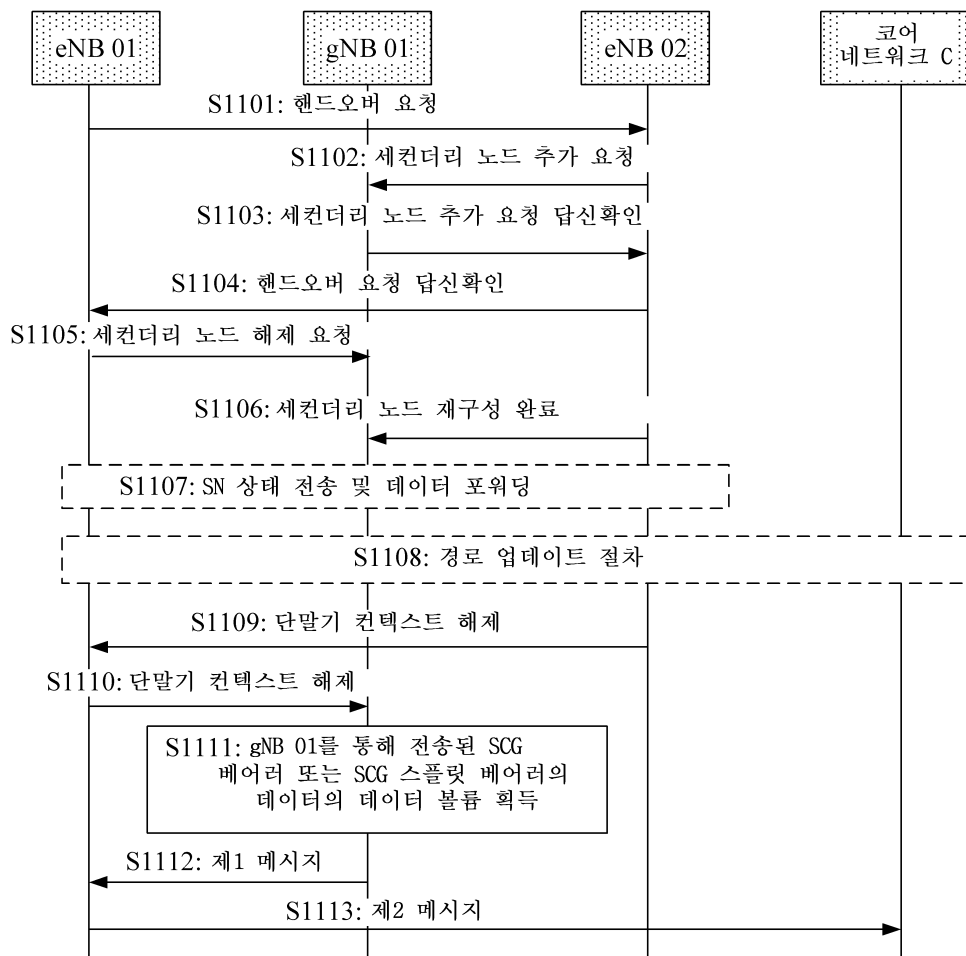 eNB 01
gNB 01
eNB 02
코어
네트워크 C
S1101: 핸드오버 요청
S1102: 세컨더리 노드 추가 요청
S1103: 세컨더리 노드 추가 요청 답신확인
S1104: 핸드오버 요청 답신확인
S1105: 세컨더리 노드 해제 요청
S1106: 세컨더리 노드 재구성 완료
S1107: SN 상태 전송 및 데이터 포워딩
S1108: 경로 업데이트 절차
S1109: 단말기 컨텍스트 해제
S1110: 단말기 컨텍스트 해제
S1111: gNB 01를 통해 전송된 SCG
베어러 또는 SCG 스플릿 베어러의
데이터의 데이터 볼륨 획득
S1112: 제1 메시지
S1113: 제2 메시지